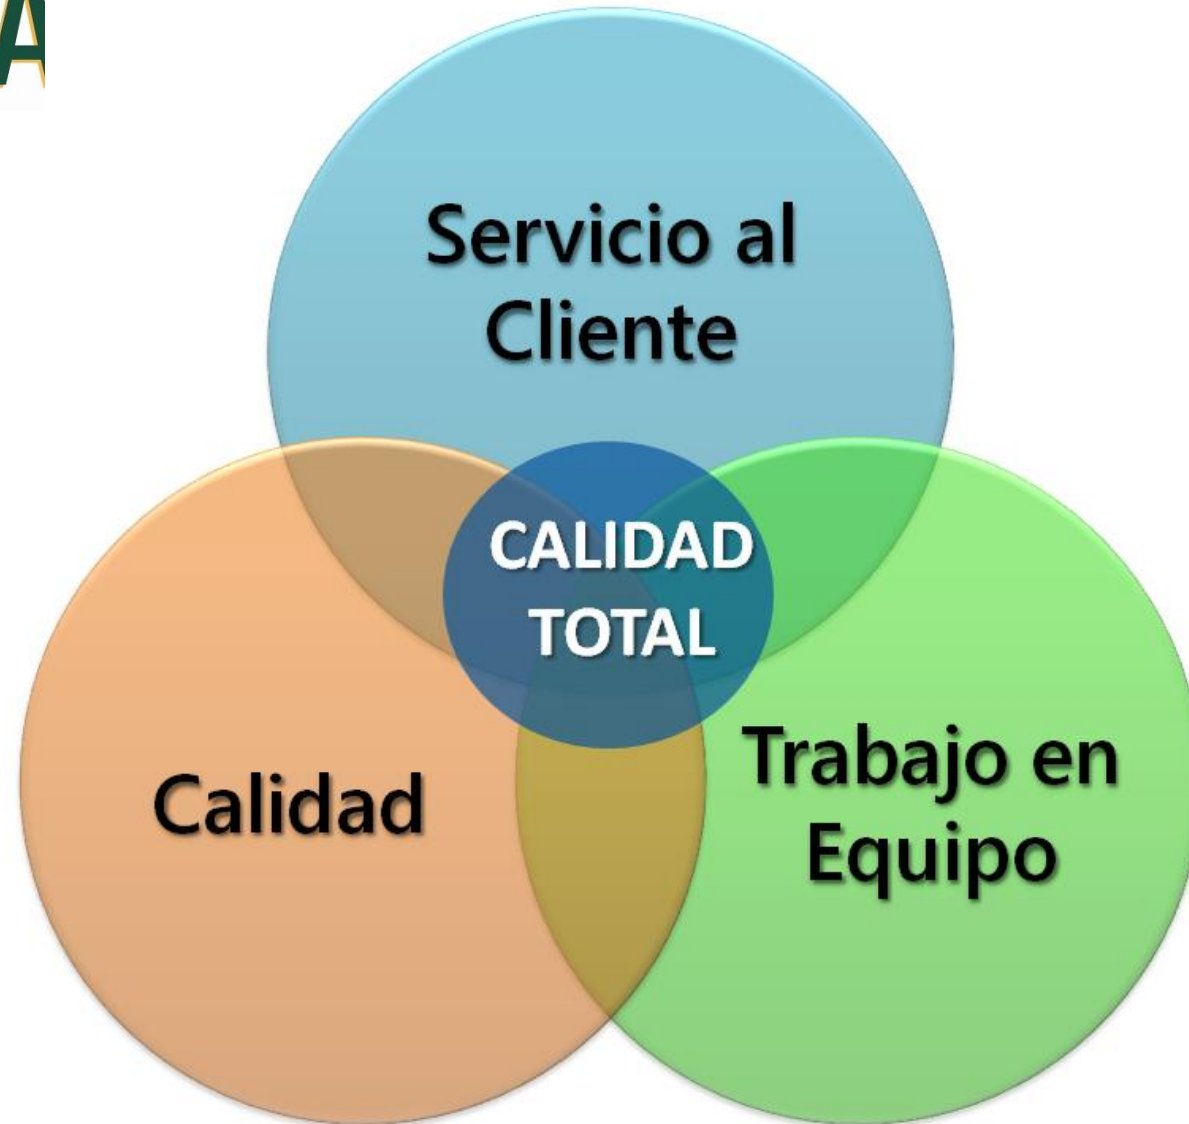 A
Servicio al
Cliente
CALIDAD
TOTAL
Calidad
Trabajo en
Equipo